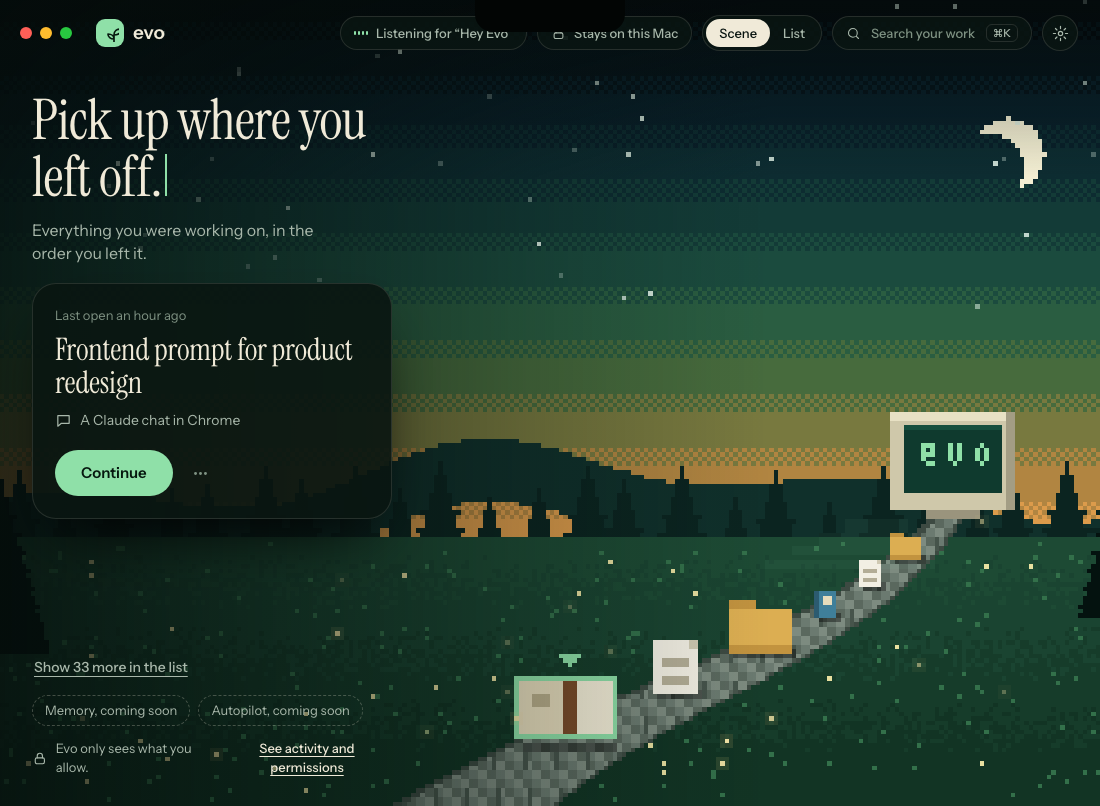 evo
Listening for “Hey Evo
Stays on this Mac
Scene
List
Search your work
⌘K
Pick up where you
left off.
Everything you were working on, in the
order you left it.
Last open an hour ago
Frontend prompt for product
redesign
A Claude chat in Chrome
Continue
evo
Show 33 more in the list
Memory, coming soon
Autopilot, coming soon
Evo only sees what you
allow.
See activity and
permissions